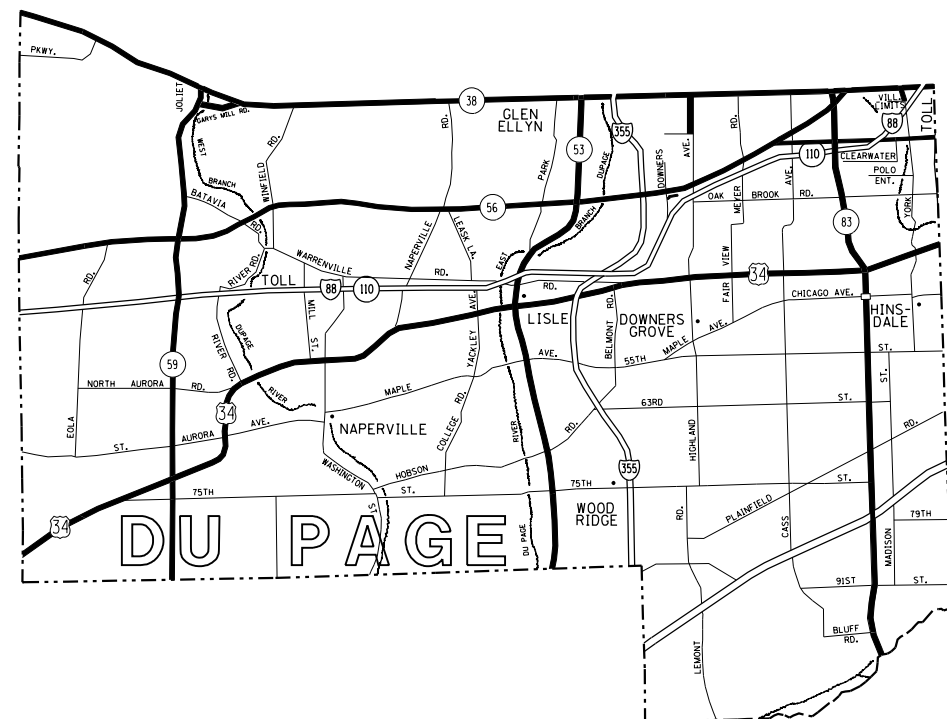 PKWY.
JOLIET
GARYS MILL RD.
38
GLEN
ELLYN
RD.
355
VILL
LIMITS
88
TOLL
WEST
BRANCH
WINFIELD
RD.
53
PARK
DUPAGE
BRANCH
DOWNERS
AVE.
RD.
110
CLEARWATER
POLO
ENT.
AVE.
BATAVIA
RD.
56
OAK
BROOK
RD.
MEYER
83
YORK
NAPERVILLE
LEASK LA.
RIVER RD.
WARRENVILLE
RD.
EAST
FAIR VIEW
34
RD.
TOLL
88
110
RD.
AVE.
CHICAGO AVE.
MILL
ST.
LISLE
DOWNERS
GROVE
RD.
BELMONT
MAPLE
AVE.
HINS-
DALE
DUPAGE
RIVER
RD.
59
YACKLEY
AVE.
55TH
ST.
ST.
NORTH
AURORA
RD.
RIVER
MAPLE
63RD
ST.
34
EOLA
ST.
AURORA
AVE.
NAPERVILLE
COLLEGE
RD.
RIVER
RD.
HIGHLAND
RD.
WASHINGTON
ST.
HOBSON
355
75TH
ST.
75TH
ST.
34
DU PAGE
DU PAGE
WOOD
RIDGE
RD.
PLAINFIELD
CASS
MADISON
79TH
91ST
ST.
BLUFF
RD.
LEMONT